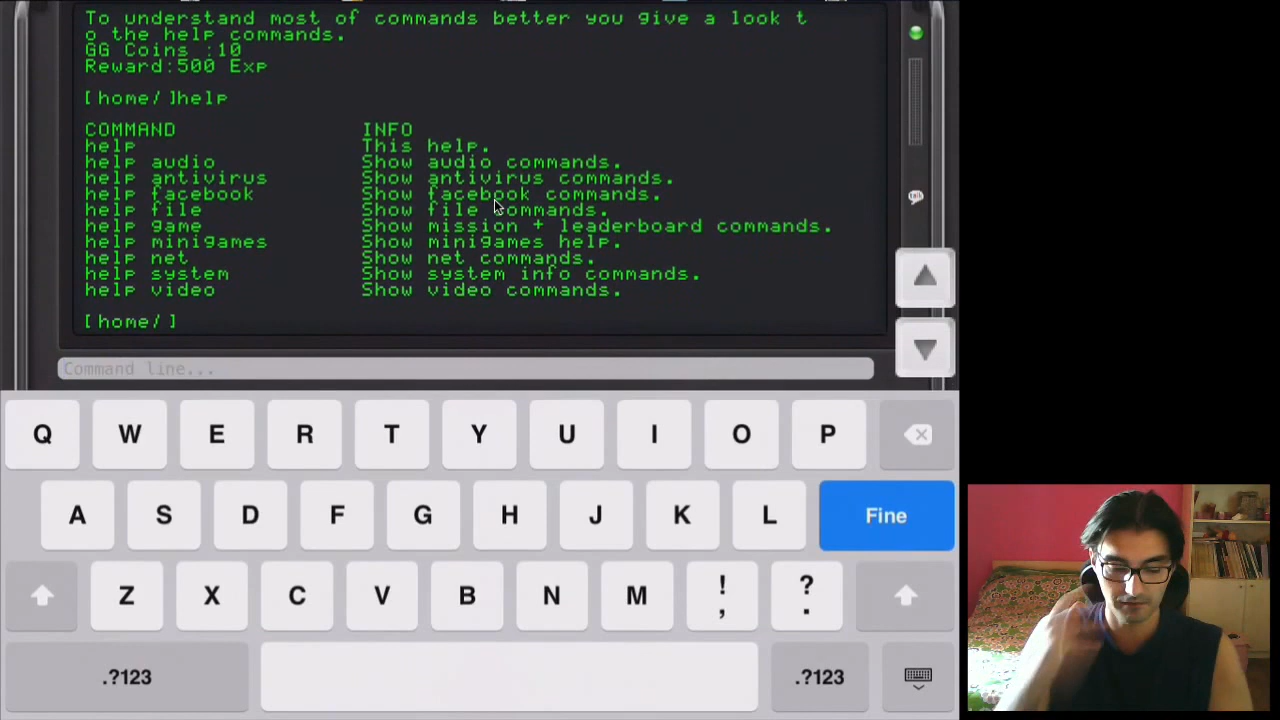 To understand most of commands better you give a look t
o the help commands.
GG Coins :10
Reward:500 Exp
[home/ ]help
COMMAND INFO
help This help.
help audio Show audio commands.
help antivirus Show antivirus commands.
help facebook Show facebook commands.
help file Show file commands.
help game Show mission + leaderboard commands.
help minigames Show minigames help.
help net Show net commands.
help system Show system info commands.
help video Show video commands.
[home/ ]
talk
Command line...
Q W E R T Y U I O P
A S D F G H J K L Fine
Z X C V B N M ! , ? .
.?123 .?123